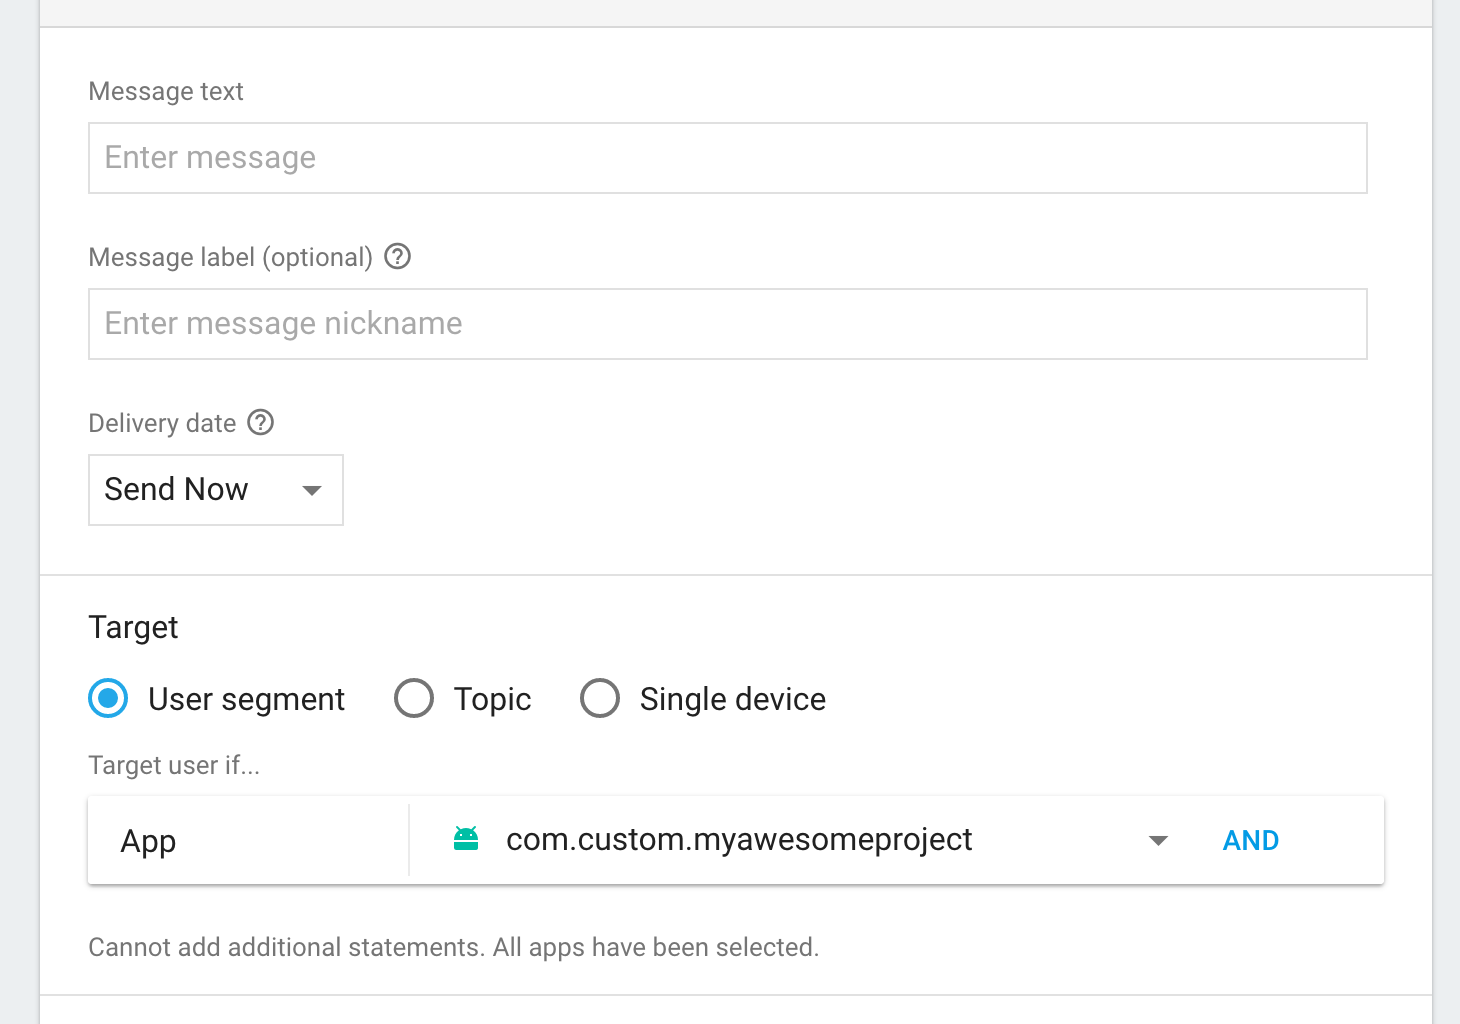 Message text
Enter message
Message label (optional)
Enter message nickname
Delivery date
Send Now
Target
User segment Topic Single device
Target user if...
App com.custom.myawesomeproject AND
Cannot add additional statements. All apps have been selected.